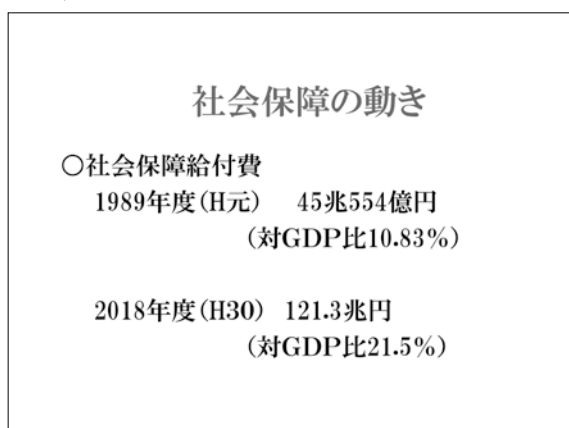 社会保障の動き
○社会保障給付費
1989年度(H元) 45兆554億円
(対GDP比10.83%)
2018年度(H30) 121.3兆円
(対GDP比21.5%)